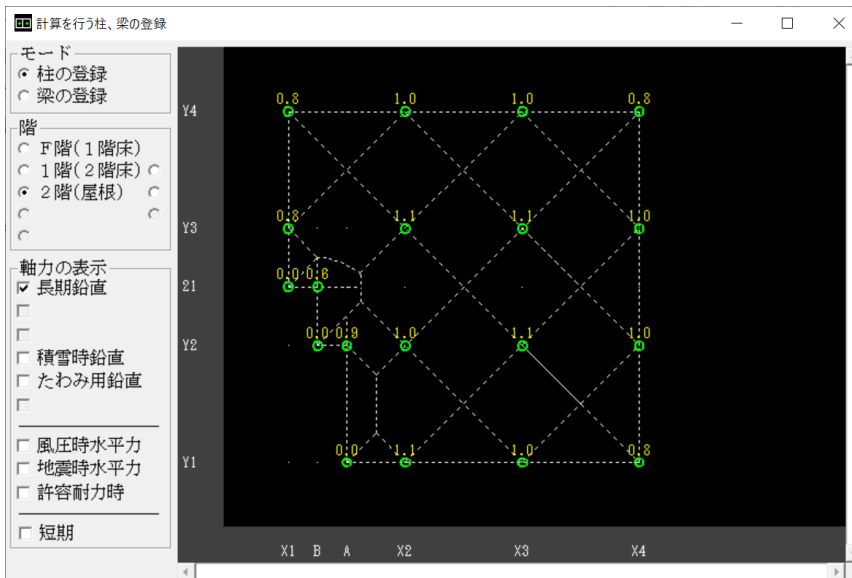 計算を行う柱、梁の登録
モード
柱の登録
梁の登録
階
F階(1階床)
1階(2階床)
2階(屋根)
軸力の表示
長期鉛直
積雪時鉛直
たわみ用鉛直
風圧時水平力
地震時水平力
許容耐力時
短期
0.8 1.0 1.0 0.8
Y4
0.8 1.1 1.1 1.0
Y3
0.0 0.6
Z1
0.0 0.9 1.0 1.1 1.0
Y2
0.0 1.1 1.0 0.8
Y1
X1 B A X2 X3 X4